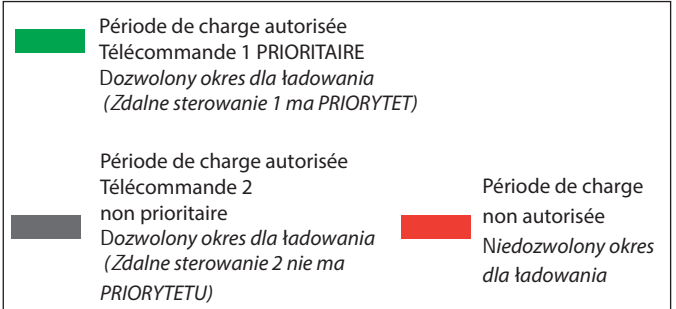 Période de charge autorisée
Télécommande 1 PRIORITAIRE
Dozwolony okres dla ładowania
(Zdalne sterowanie 1 ma PRIORYTET)
Période de charge autorisée
Télécommande 2
non prioritaire
Dozwolony okres dla ładowania
(Zdalne sterowanie 2 nie ma
PRIORYTETU)
Période de charge
non autorisée
Niedozwolony okres
dla ładowania